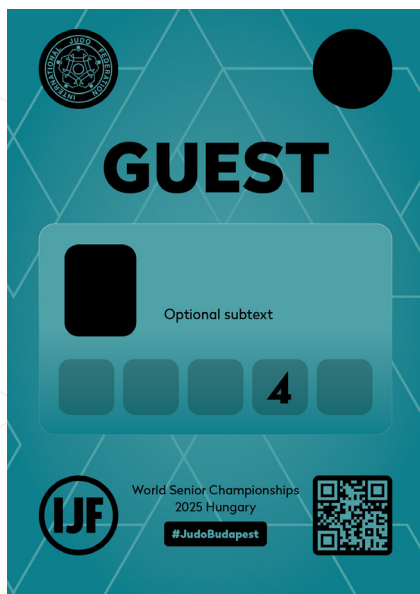 INTERNATIONAL JUDO FEDERATION
GUEST
Optional subtext
4
IJF
World Senior Championships
2025 Hungary
#JudoBudapest